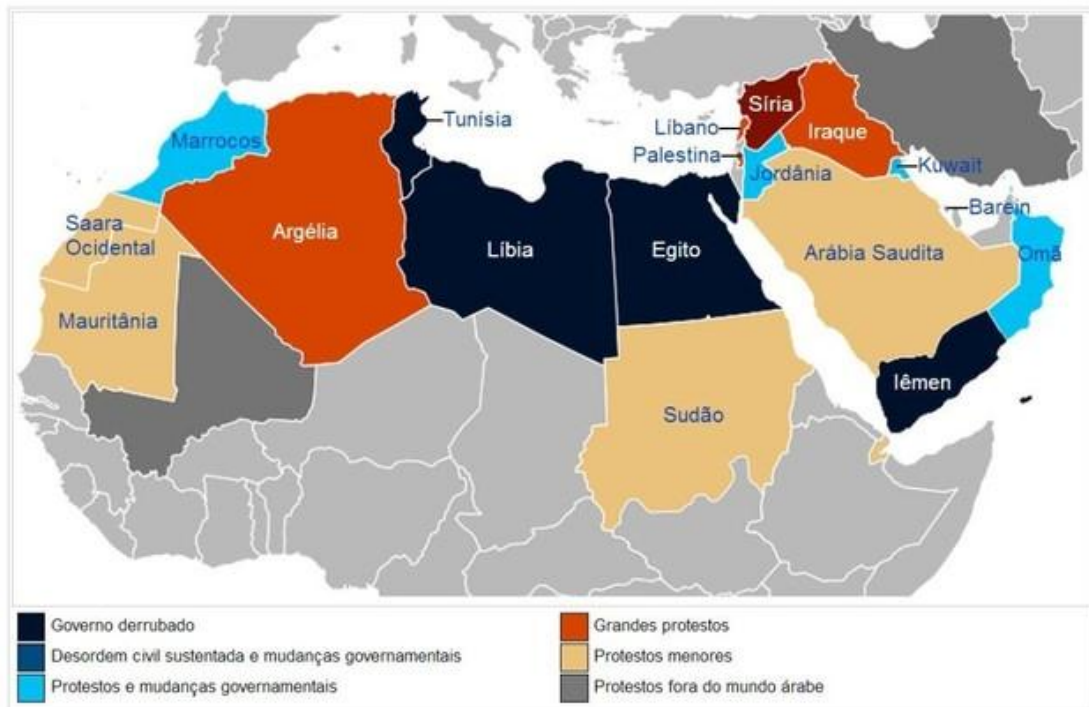 Síria
Marrocos
Tunísia
Líbano
Iraque
Palestina
Kuwait
Jordânia
Barein
Saara
Ocidental
Argélia
Líbia
Egito
Arábia Saudita
Omã
Mauritânia
Iêmen
Sudão
Governo derrubado
Desordem civil sustentada e mudanças governamentais
Protestos e mudanças governamentais
Grandes protestos
Protestos menores
Protestos fora do mundo árabe